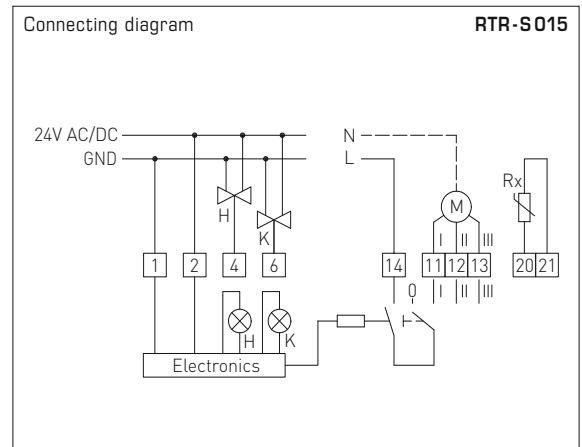 Connecting diagram RTR-S015
24V AC/DC N
GND L
Rx
H
M
K
I II III
1 2 4 6 14 11 12 13 20 21
0
I II III
H K
Electronics